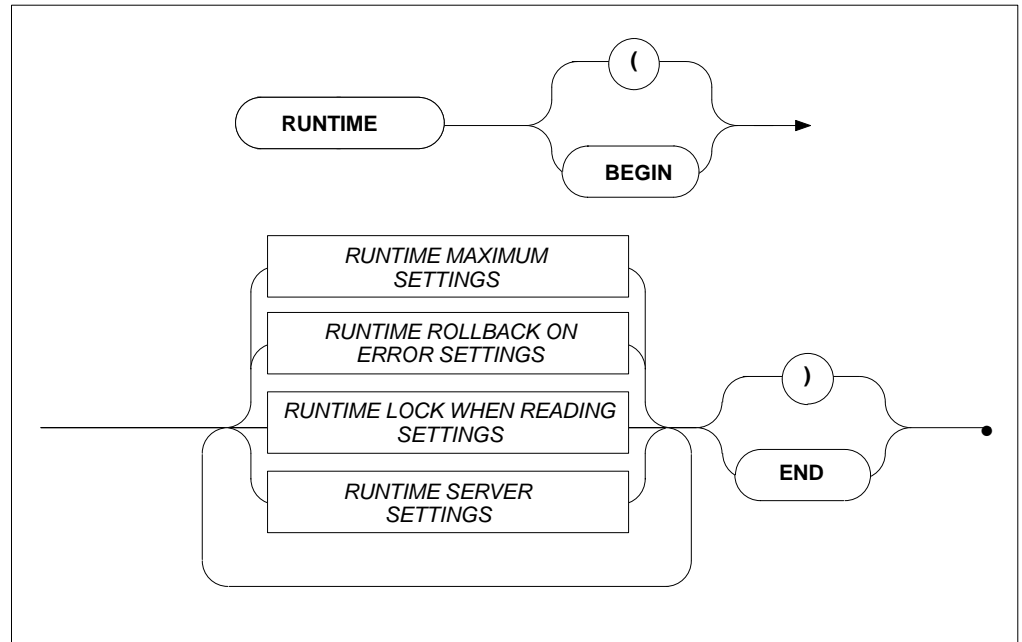 (
RUNTIME
BEGIN
RUNTIME MAXIMUM
SETTINGS
RUNTIME ROLLBACK ON
ERROR SETTINGS
RUNTIME LOCK WHEN READING
SETTINGS
RUNTIME SERVER
SETTINGS
)
END